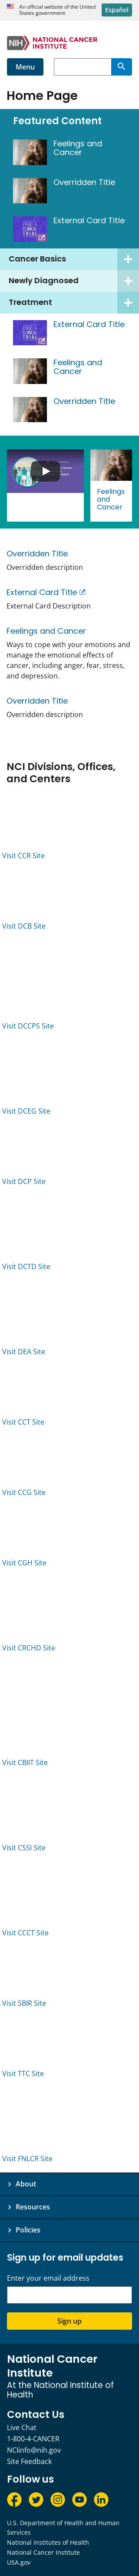 An official website of the United
States government
Español
NIH
NATIONAL CANCER
INSTITUTE
Menu
Home Page
Featured Content
Feelings and
Cancer
Overridden Title
External Card Title
Cancer Basics
Newly Diagnosed
Treatment
External Card Title
Feelings and
Cancer
Overridden Title
Feelings
and
Cancer
Overridden Title
Overridden description
External Card Title
External Card Description
Feelings and Cancer
Ways to cope with your emotions and
manage the emotional effects of
cancer, including anger, fear, stress,
and depression.
Overridden Title
Overridden description
NCI Divisions, Offices,
and Centers
Visit CCR Site
Visit DCB Site
Visit DCCPS Site
Visit DCEG Site
Visit DCP Site
Visit DCTD Site
Visit DEA Site
Visit CCT Site
Visit CCG Site
Visit CGH Site
Visit CRCHD Site
Visit CBIIT Site
Visit CSSI Site
Visit CCCT Site
Visit SBIR Site
Visit TTC Site
Visit FNLCR Site
About
Resources
Policies
Sign up for email updates
Enter your email address
Sign up
National Cancer
Institute
At the National Institute of
Health
Contact Us
Live Chat
1-800-4-CANCER
NCIinfo@nih.gov
Site Feedback
Follow us
U.S. Department of Health and Human
Services
National Institutes of Health
National Cancer Institute
USA.gov